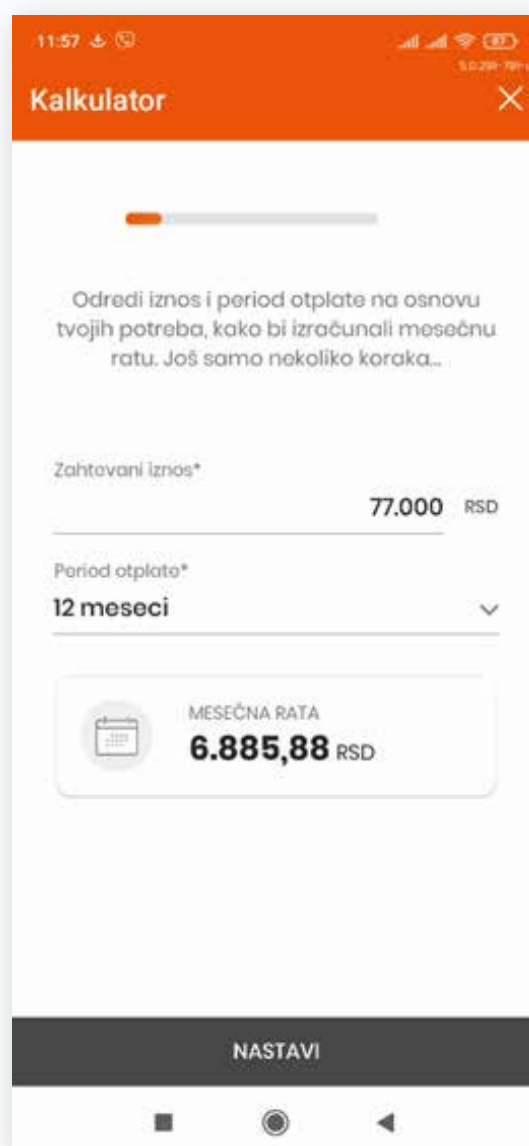 11:57
87
Kalkulator
Odredi iznos i period otplate na osnovu
tvojih potreba, kako bi izračunali mesečnu
ratu. Još samo nekoliko koraka...
Zahtevani iznos*
77.000 RSD
Period otplate*
12 meseci
MESEČNA RATA
6.885,88 RSD
NASTAVI